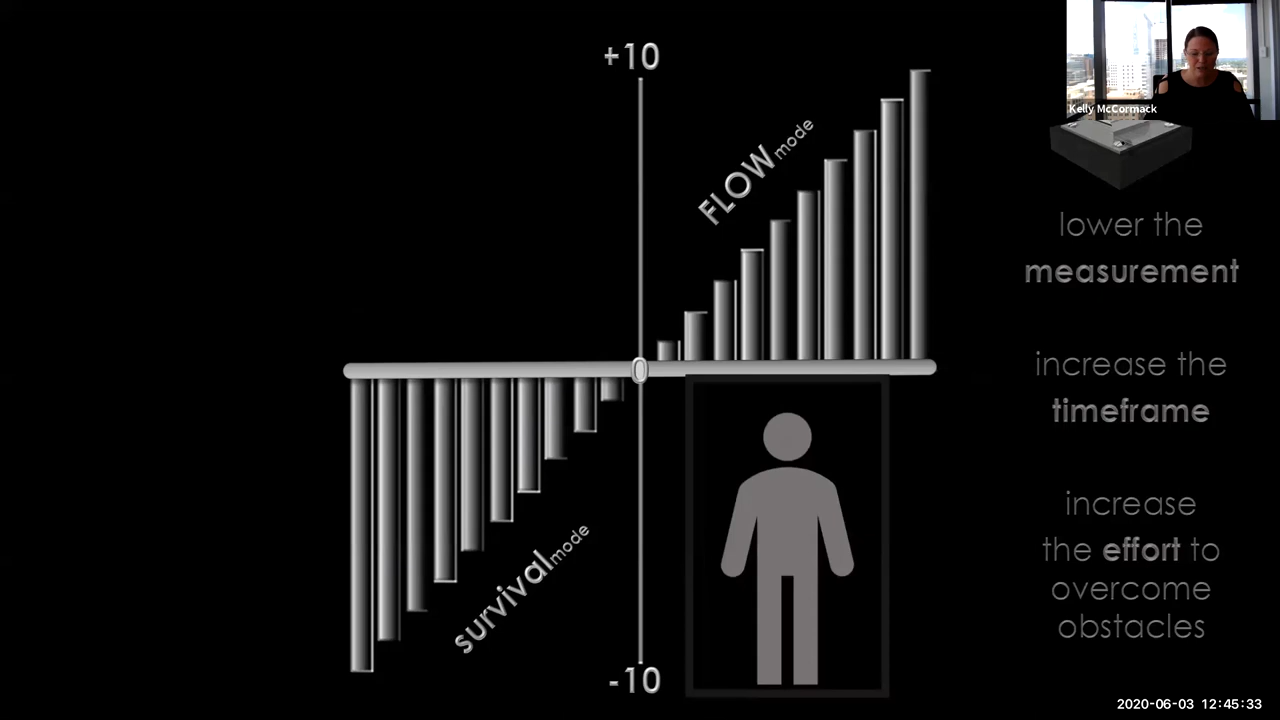 +10
Kelly McCormack
FLOW mode
lower the
measurement
increase the
timeframe
0
increase
the effort to
overcome
obstacles
survival mode
-10
2020-06-03 12:45:33